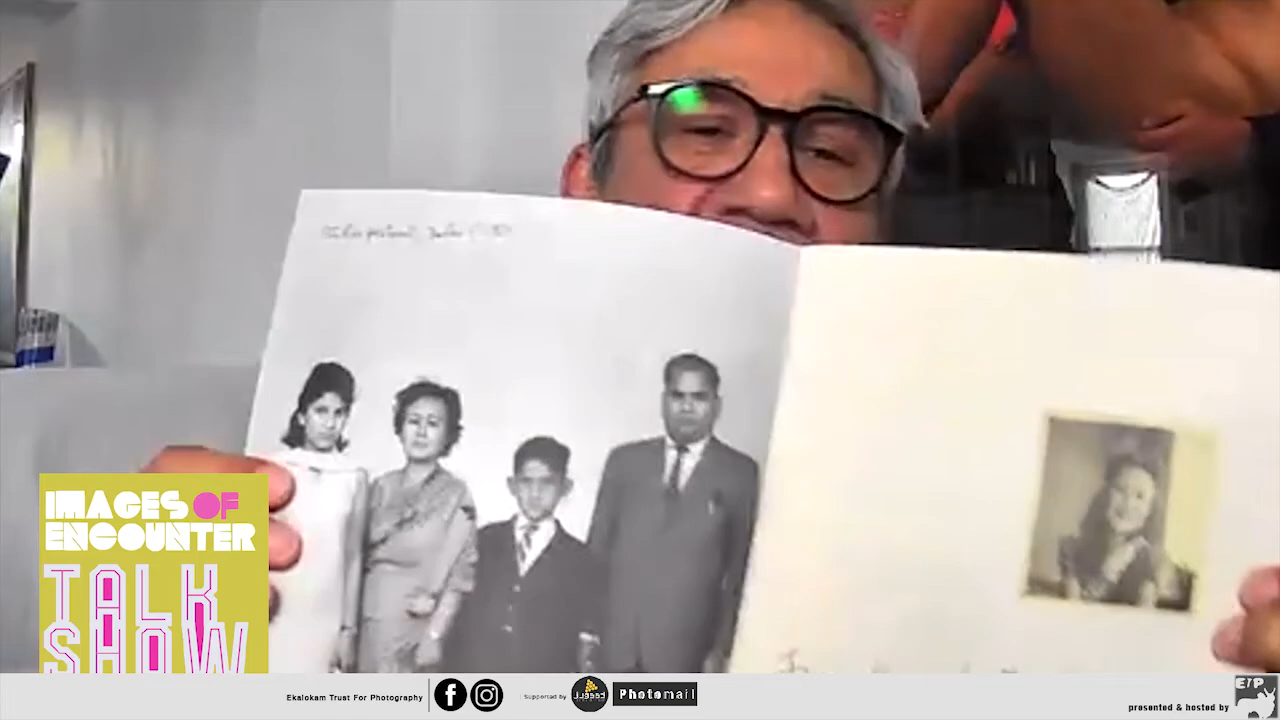 IMAGES OF
ENCOUNTER
TALK
SHOW
Ekalokam Trust For Photography
Supported by
Photomail
presented & hosted by
E/P